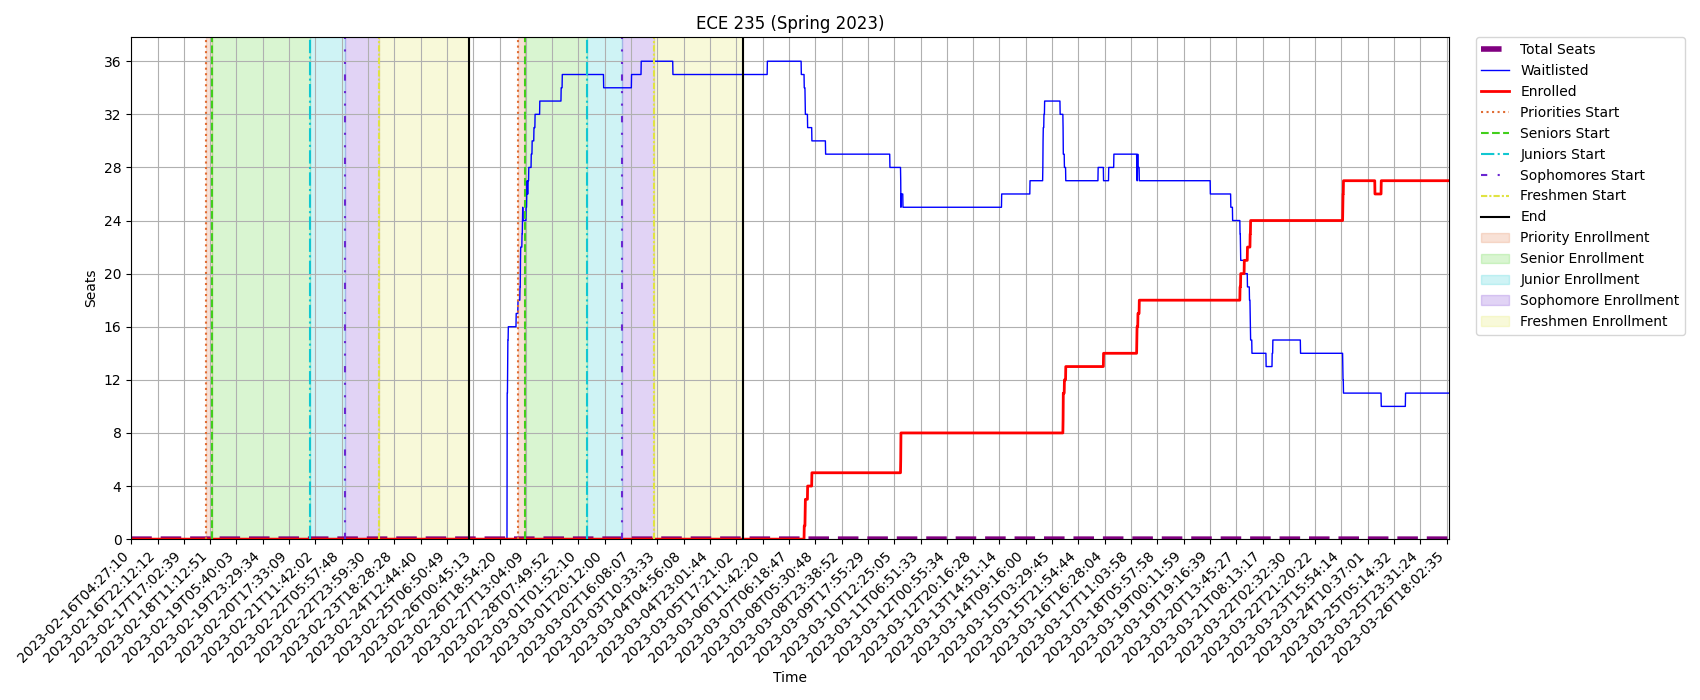 ECE 235 (Spring 2023)
Seats
36
32
28
24
20
16
12
8
4
0
2023-02-16T04:27:10
2023-02-16T22:12:12
2023-02-17T17:02:39
2023-02-18T11:12:51
2023-02-19T05:40:03
2023-02-19T23:29:34
2023-02-20T17:33:09
2023-02-21T11:42:02
2023-02-22T05:57:48
2023-02-22T23:59:30
2023-02-23T18:28:28
2023-02-24T12:44:40
2023-02-25T06:50:49
2023-02-26T00:45:13
2023-02-26T18:54:20
2023-02-27T13:04:09
2023-02-28T07:49:52
2023-03-01T01:52:10
2023-03-01T20:12:00
2023-03-02T16:08:07
2023-03-03T10:33:33
2023-03-04T04:56:08
2023-03-04T23:01:44
2023-03-05T17:21:02
2023-03-06T11:42:20
2023-03-07T06:18:47
2023-03-08T05:30:48
2023-03-08T23:38:52
2023-03-09T17:55:29
2023-03-10T12:25:05
2023-03-11T06:51:33
2023-03-12T00:55:34
2023-03-12T20:16:28
2023-03-13T14:51:14
2023-03-14T09:16:00
2023-03-15T03:29:45
2023-03-15T21:54:44
2023-03-16T16:28:04
2023-03-17T11:03:58
2023-03-18T05:57:58
2023-03-19T00:11:59
2023-03-19T19:16:39
2023-03-20T13:45:27
2023-03-21T08:13:17
2023-03-22T02:32:30
2023-03-22T21:20:22
2023-03-23T15:54:14
2023-03-24T10:37:01
2023-03-25T05:14:32
2023-03-25T23:31:24
2023-03-26T18:02:35
Time
Total Seats
Waitlisted
Enrolled
Priorities Start
Seniors Start
Juniors Start
Sophomores Start
Freshmen Start
End
Priority Enrollment
Senior Enrollment
Junior Enrollment
Sophomore Enrollment
Freshmen Enrollment